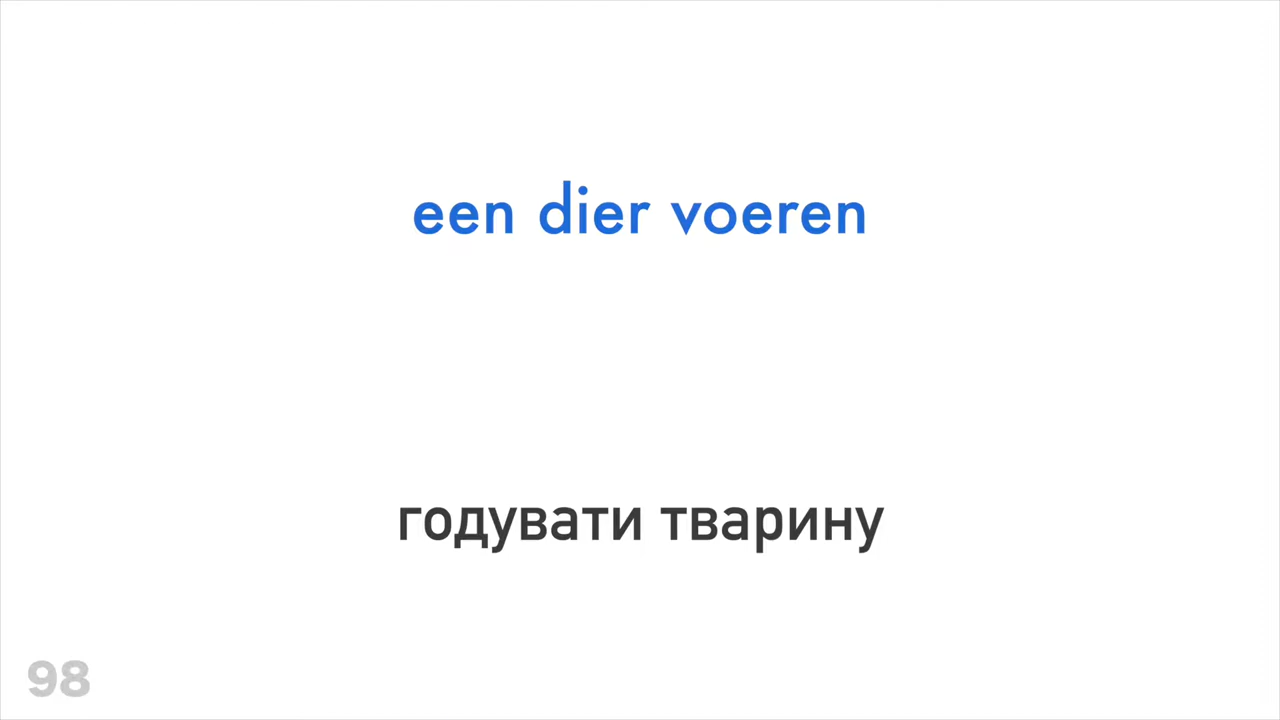 een dier voeren
годувати тварину
98